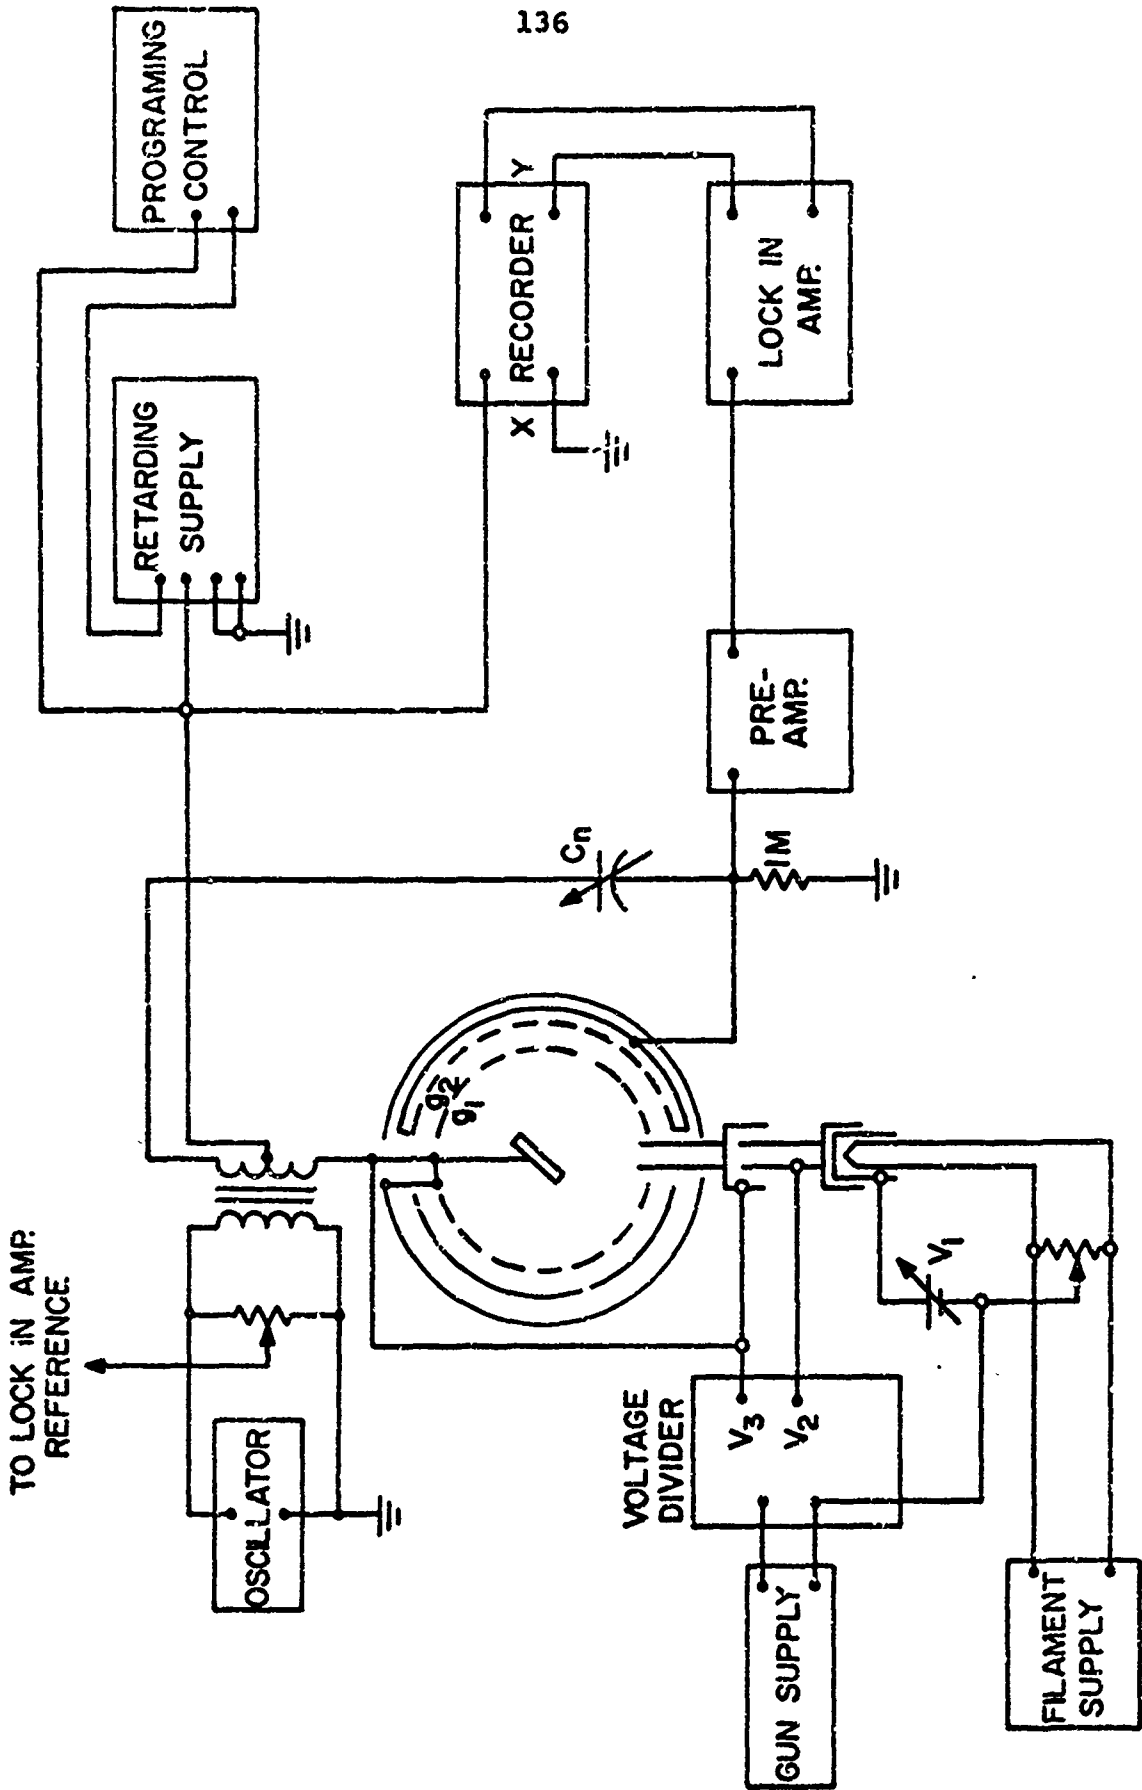 136
TO LOCK IN AMP.
REFERENCE
OSCILLATOR
PROGRAMING
CONTROL
RETARDING
SUPPLY
X RECORDER Y
LOCK IN
AMP.
PRE-
AMP.
Cn
1M
g2
g1
VOLTAGE
DIVIDER
V3
V2
V1
GUN SUPPLY
FILAMENT
SUPPLY